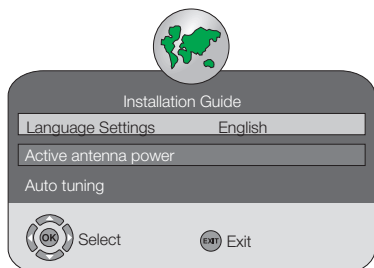 Installation Guide
Language Settings English
Active antenna power
Auto tuning
OK Select EXIT Exit